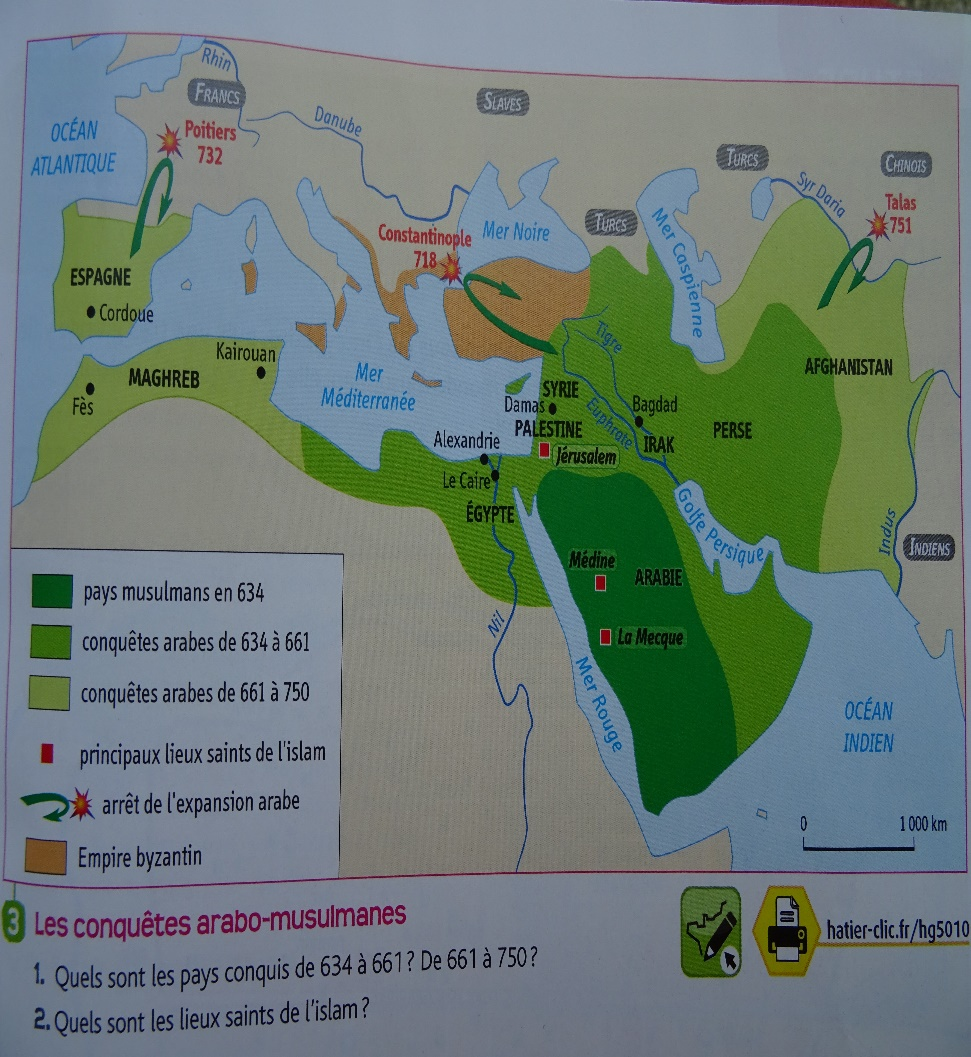 Rhin
FRANCS
SLAVES
Danube
OCÉAN
ATLANTIQUE
Poitiers
732
TURCS
CHINOIS
Syr Daria
Talas
751
TURCS
Mer Noire
Mer Caspienne
Constantinople
718
ESPAGNE
Cordoue
Kairouan
MAGHREB
Fès
Mer
Méditerranée
Tigre
AFGHANISTAN
SYRIE
Damas
Euphrate
Bagdad
PALESTINE
IRAK
PERSE
Alexandrie
Jérusalem
Le Caire
ÉGYPTE
Golfe Persique
Indus
INDIENS
Médine
ARABIE
Nil
La Mecque
Mer Rouge
OCÉAN
INDIEN
0 1 000 km
pays musulmans en 634
conquêtes arabes de 634 à 661
conquêtes arabes de 661 à 750
principaux lieux saints de l'islam
arrêt de l'expansion arabe
Empire byzantin
3 Les conquêtes arabo-musulmanes
hatier-clic.fr/hg5010
1. Quels sont les pays conquis de 634 à 661 ? De 661 à 750 ?
2. Quels sont les lieux saints de l'islam ?